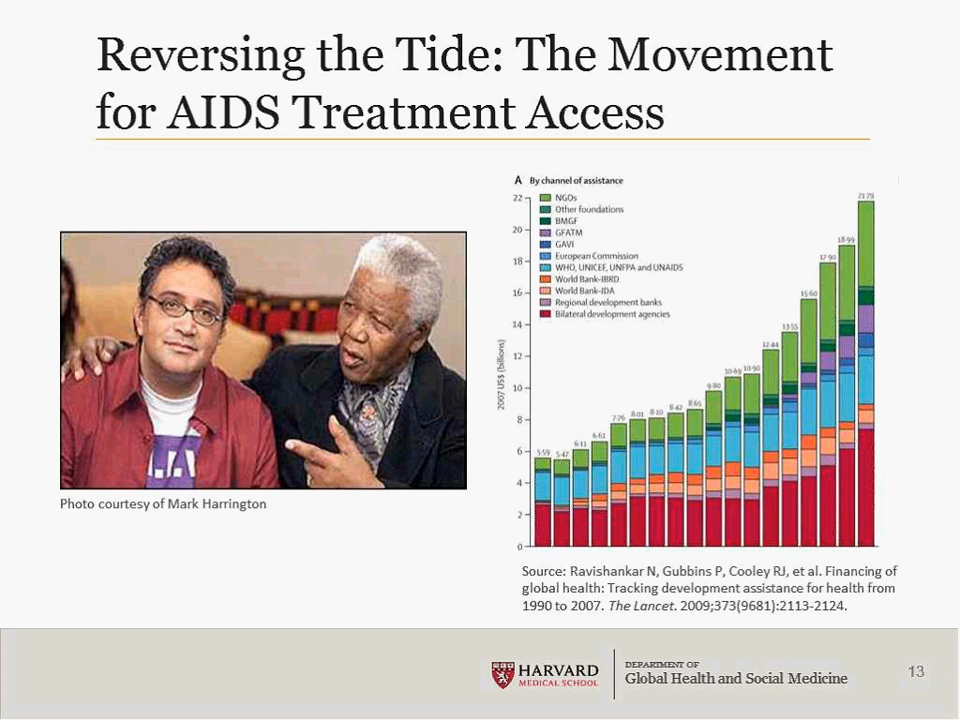 Reversing the Tide: The Movement
for AIDS Treatment Access
Photo courtesy of Mark Harrington
A By channel of assistance
NGOs
Other foundations
BMGF
GFATM
GAVI
European Commission
WHO, UNICEF, UNFPA and UNAIDS
World Bank-IBRD
World Bank-IDA
Regional development banks
Bilateral development agencies
2007 US$ (billions)
22
20
18
16
14
12
10
8
6
4
2
0
5·59
5·47
6·11
6·61
7·76
8·01
8·10
8·42
8·65
9·80
10·69
10·90
12·44
13·55
15·60
17·90
18·99
21·79
Source: Ravishankar N, Gubbins P, Cooley RJ, et al. Financing of
global health: Tracking development assistance for health from
1990 to 2007. The Lancet. 2009;373(9681):2113-2124.
HARVARD
MEDICAL SCHOOL
DEPARTMENT OF
Global Health and Social Medicine
13